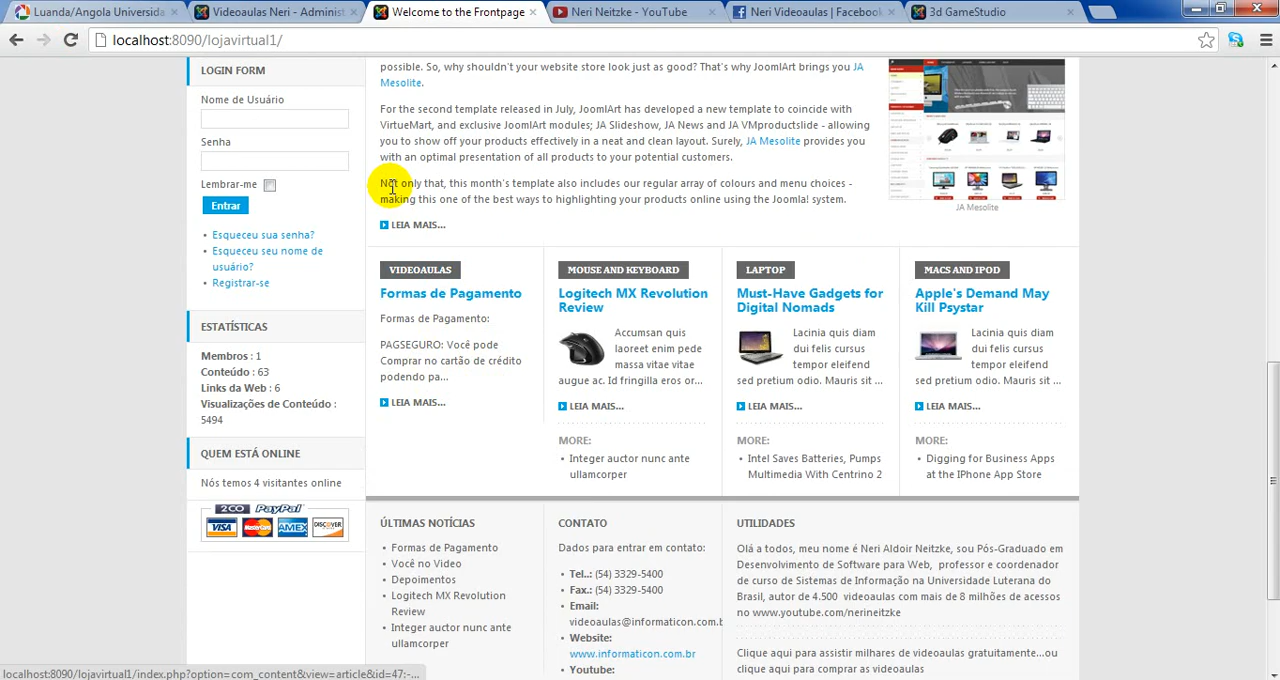 Luanda/Angola Universida
Videoaulas Neri - Administ
Welcome to the Frontpage
Neri Neitzke - YouTube
Neri Videoaulas | Facebook
3d GameStudio
localhost:8090/lojavirtual1/
LOGIN FORM
Nome de Usuário
Senha
Lembrar-me
Entrar
Esqueceu sua senha?
Esqueceu seu nome de
usuário?
Registrar-se
ESTATÍSTICAS
Membros : 1
Conteúdo : 63
Links da Web : 6
Visualizações de Conteúdo :
5494
QUEM ESTÁ ONLINE
Nós temos 4 visitantes online
2CO PayPal
VISA MasterCard AMEX DISCOVER
possible. So, why shouldn't your website store look just as good? That's why JoomlArt brings you JA
Mesolite.
For this template release, JoomlArt has developed modules to coincide with
VirtueMart, such as: JA Slideshow, JA News and JA VMproductslide - allowing
you to showcase your products effectively in a neat and clean layout. Surely, JA Mesolite provides you
with an optimal presentation of all products to your potential customers.
Not only that, this month's template also includes our regular array of colours and menu choices -
making this one of the best ways of highlighting your products online using the Joomla! system.
JA Mesolite
LEIA MAIS...
VIDEOAULAS
Formas de Pagamento
Formas de Pagamento:
PAGSEGURO: Você pode
Comprar no cartão de crédito
podendo pa...
LEIA MAIS...
MOUSE AND KEYBOARD
Logitech MX Revolution
Review
Accumsan quis
laoreet enim pede
massa vitae vitae
augue ac. Id fringilla eros or...
LEIA MAIS...
MORE:
Integer auctor nunc ante
ullamcorper
LAPTOP
Must-Have Gadgets for
Digital Nomads
Lacinia quis diam
dui felis cursus
tempor eleifend
sed pretium odio. Mauris sit ...
LEIA MAIS...
MORE:
Intel Saves Batteries, Pumps
Multimedia With Centrino 2
MACS AND IPOD
Apple's Demand May
Kill Psystar
Lacinia quis diam
dui felis cursus
tempor eleifend
sed pretium odio. Mauris sit ...
LEIA MAIS...
MORE:
Digging for Business Apps
at the IPhone App Store
ÚLTIMAS NOTÍCIAS
Formas de Pagamento
Você no Video
Depoimentos
Logitech MX Revolution
Review
Integer auctor nunc ante
ullamcorper
CONTATO
Dados para entrar em contato:
Tel..: (54) 3329-5400
Fax.: (54) 3329-5400
Email:
videoaulas@informaticon.com.b
Website:
www.informaticon.com.br
Youtube:
UTILIDADES
Olá a todos, meu nome é Neri Aldoir Neitzke, sou Pós-Graduado em
Desenvolvimento de Software para Web, professor e coordenador
de curso de Sistemas de Informação na Universidade Luterana do
Brasil, autor de 4.500 videoaulas com mais de 8 milhões de acessos
no www.youtube.com/nerineitzke
Clique aqui para assistir milhares de videoaulas gratuitamente...ou
clique aqui para comprar as videoaulas
localhost:8090/lojavirtual1/index.php?option=com_content&view=article&id=47:-...